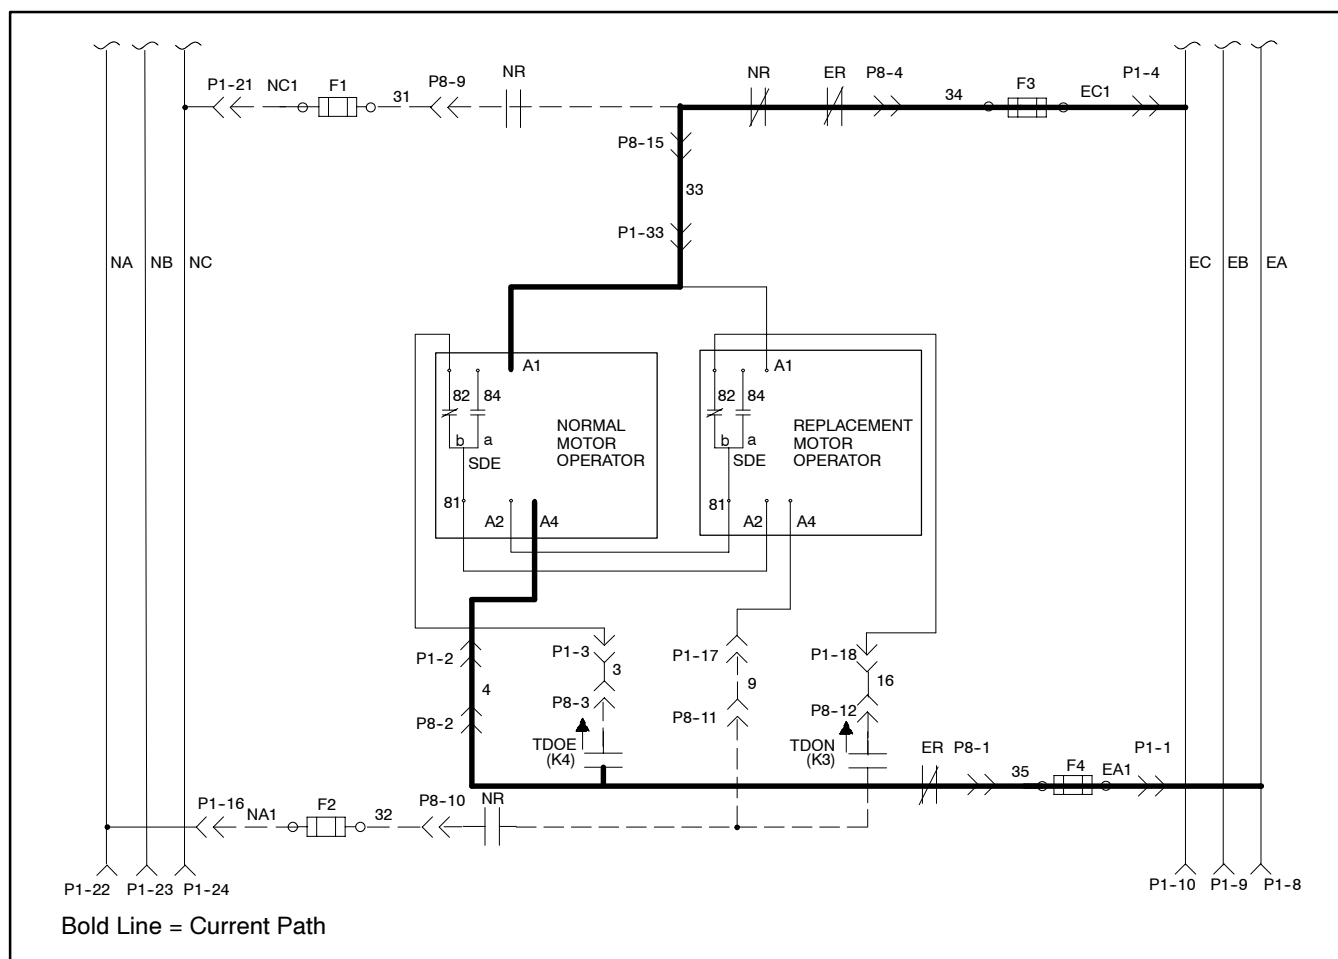 P1-21
NC1
F1
31
P8-9
NR
NR
ER
P8-4
34
F3
EC1
P1-4
P8-15
33
P1-33
NA
NB
NC
EC
EB
EA
A1
82
84
b
a
SDE
81
A2
A4
NORMAL
MOTOR
OPERATOR
A1
82
84
b
a
SDE
81
A2
A4
REPLACEMENT
MOTOR
OPERATOR
P1-2
4
P8-2
P1-3
3
P8-3
TDOE
(K4)
P1-17
9
P8-11
P1-18
16
P8-12
TDON
(K3)
ER
P8-1
35
F4
EA1
P1-1
P1-16
NA1
F2
32
P8-10
NR
P1-22
P1-23
P1-24
P1-10
P1-9
P1-8
Bold Line = Current Path